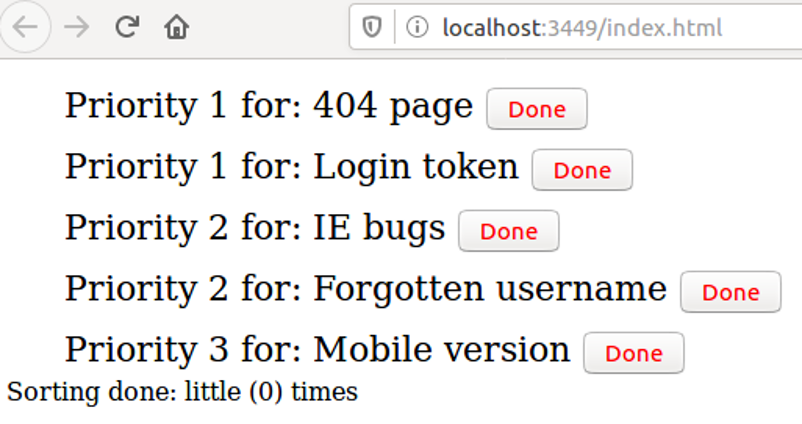 localhost:3449/index.html
Priority 1 for: 404 page Done
Priority 1 for: Login token Done
Priority 2 for: IE bugs Done
Priority 2 for: Forgotten username Done
Priority 3 for: Mobile version Done
Sorting done: little (0) times